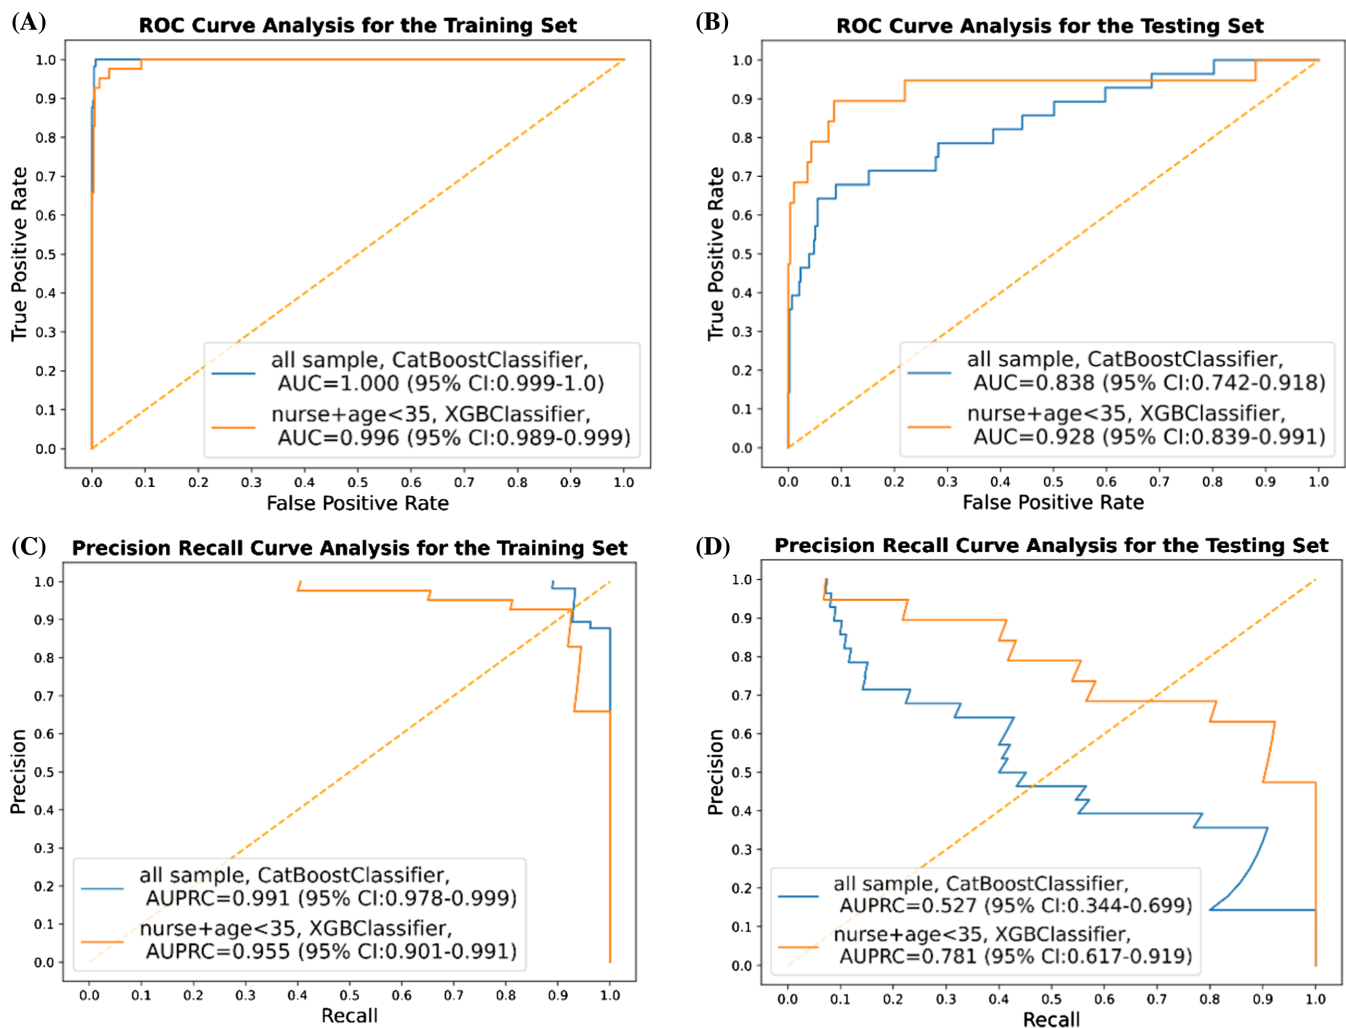 (A)
ROC Curve Analysis for the Training Set
True Positive Rate
1.0
0.9
0.8
0.7
0.6
0.5
0.4
0.3
0.2
0.1
0.0
all sample, CatBoostClassifier,
AUC=1.000 (95% CI:0.999-1.0)
nurse+age<35, XGBClassifier,
AUC=0.996 (95% CI:0.989-0.999)
0.0 0.1 0.2 0.3 0.4 0.5 0.6 0.7 0.8 0.9 1.0
False Positive Rate
(B)
ROC Curve Analysis for the Testing Set
True Positive Rate
1.0
0.9
0.8
0.7
0.6
0.5
0.4
0.3
0.2
0.1
0.0
all sample, CatBoostClassifier,
AUC=0.838 (95% CI:0.742-0.918)
nurse+age<35, XGBClassifier,
AUC=0.928 (95% CI:0.839-0.991)
0.0 0.1 0.2 0.3 0.4 0.5 0.6 0.7 0.8 0.9 1.0
False Positive Rate
(C)
Precision Recall Curve Analysis for the Training Set
Precision
1.0
0.9
0.8
0.7
0.6
0.5
0.4
0.3
0.2
0.1
0.0
all sample, CatBoostClassifier,
AUPRC=0.991 (95% CI:0.978-0.999)
nurse+age<35, XGBClassifier,
AUPRC=0.955 (95% CI:0.901-0.991)
0.0 0.1 0.2 0.3 0.4 0.5 0.6 0.7 0.8 0.9 1.0
Recall
(D)
Precision Recall Curve Analysis for the Testing Set
Precision
1.0
0.9
0.8
0.7
0.6
0.5
0.4
0.3
0.2
0.1
0.0
all sample, CatBoostClassifier,
AUPRC=0.527 (95% CI:0.344-0.699)
nurse+age<35, XGBClassifier,
AUPRC=0.781 (95% CI:0.617-0.919)
0.0 0.1 0.2 0.3 0.4 0.5 0.6 0.7 0.8 0.9 1.0
Recall